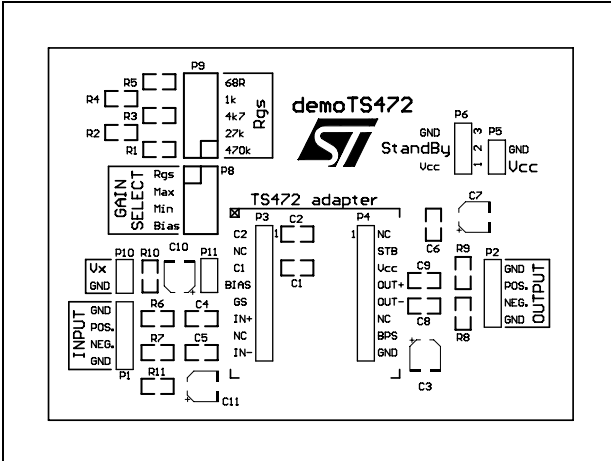 P9
R5
68R
R4
1k
R3
4k7
R2
27k
R1
470k
Rgs
demoTS472
ST
P6
P5
GND
3
StandBy
2
GND
Vcc
1
Vcc
P8
GAIN SELECT
Rgs
Max
Min
Bias
TS472 adapter
C7
P3
C2
P4
C2
1
1
NC
NC
STB
C6
C10
R9
P2
Vx
P10
R10
P11
C1
Vcc
C9
GND
GND
BIAS
C1
OUT+
POS.
OUTPUT
INPUT
GND
R6
C4
GS
OUT-
NEG.
POS.
IN+
NC
C8
GND
NEG.
R7
C5
NC
BPS
R8
GND
IN-
GND
P1
R11
C11
C3